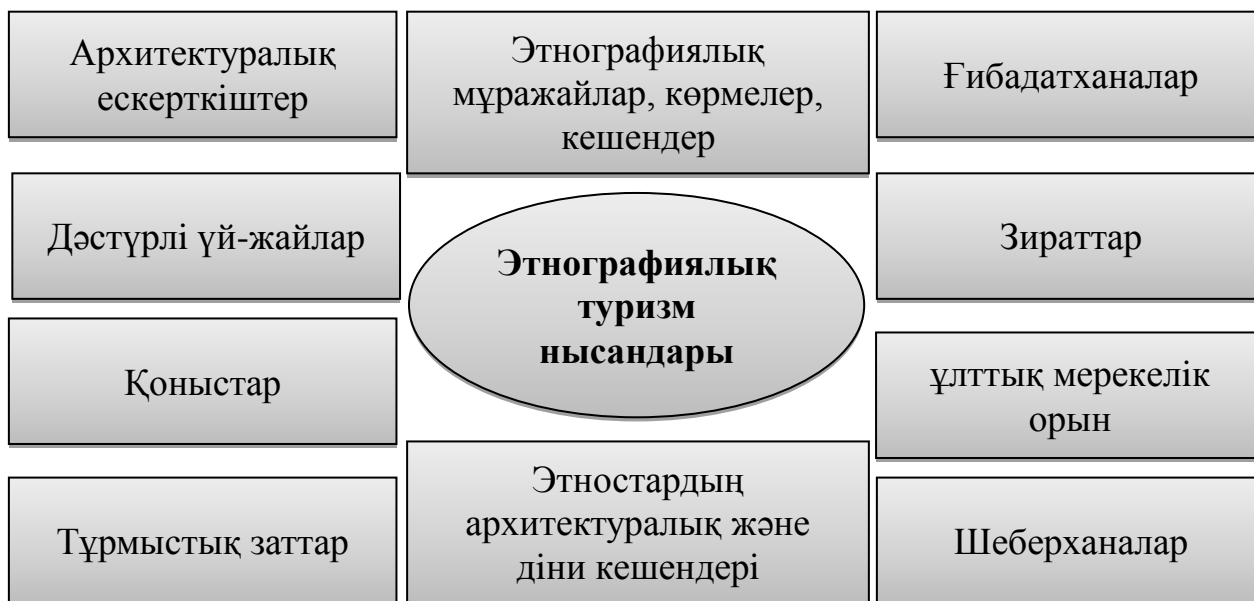 Архитектуралық
ескерткіштер
Этнографиялық
мұражайлар, көрмелер,
кешендер
Ғибадатханалар
Дәстүрлі үй-жайлар
Этнографиялық
туризм
нысандары
Зираттар
Қоныстар
ұлттық мерекелік
орын
Тұрмыстық заттар
Этностардың
архитектуралық және
діни кешендері
Шеберханалар